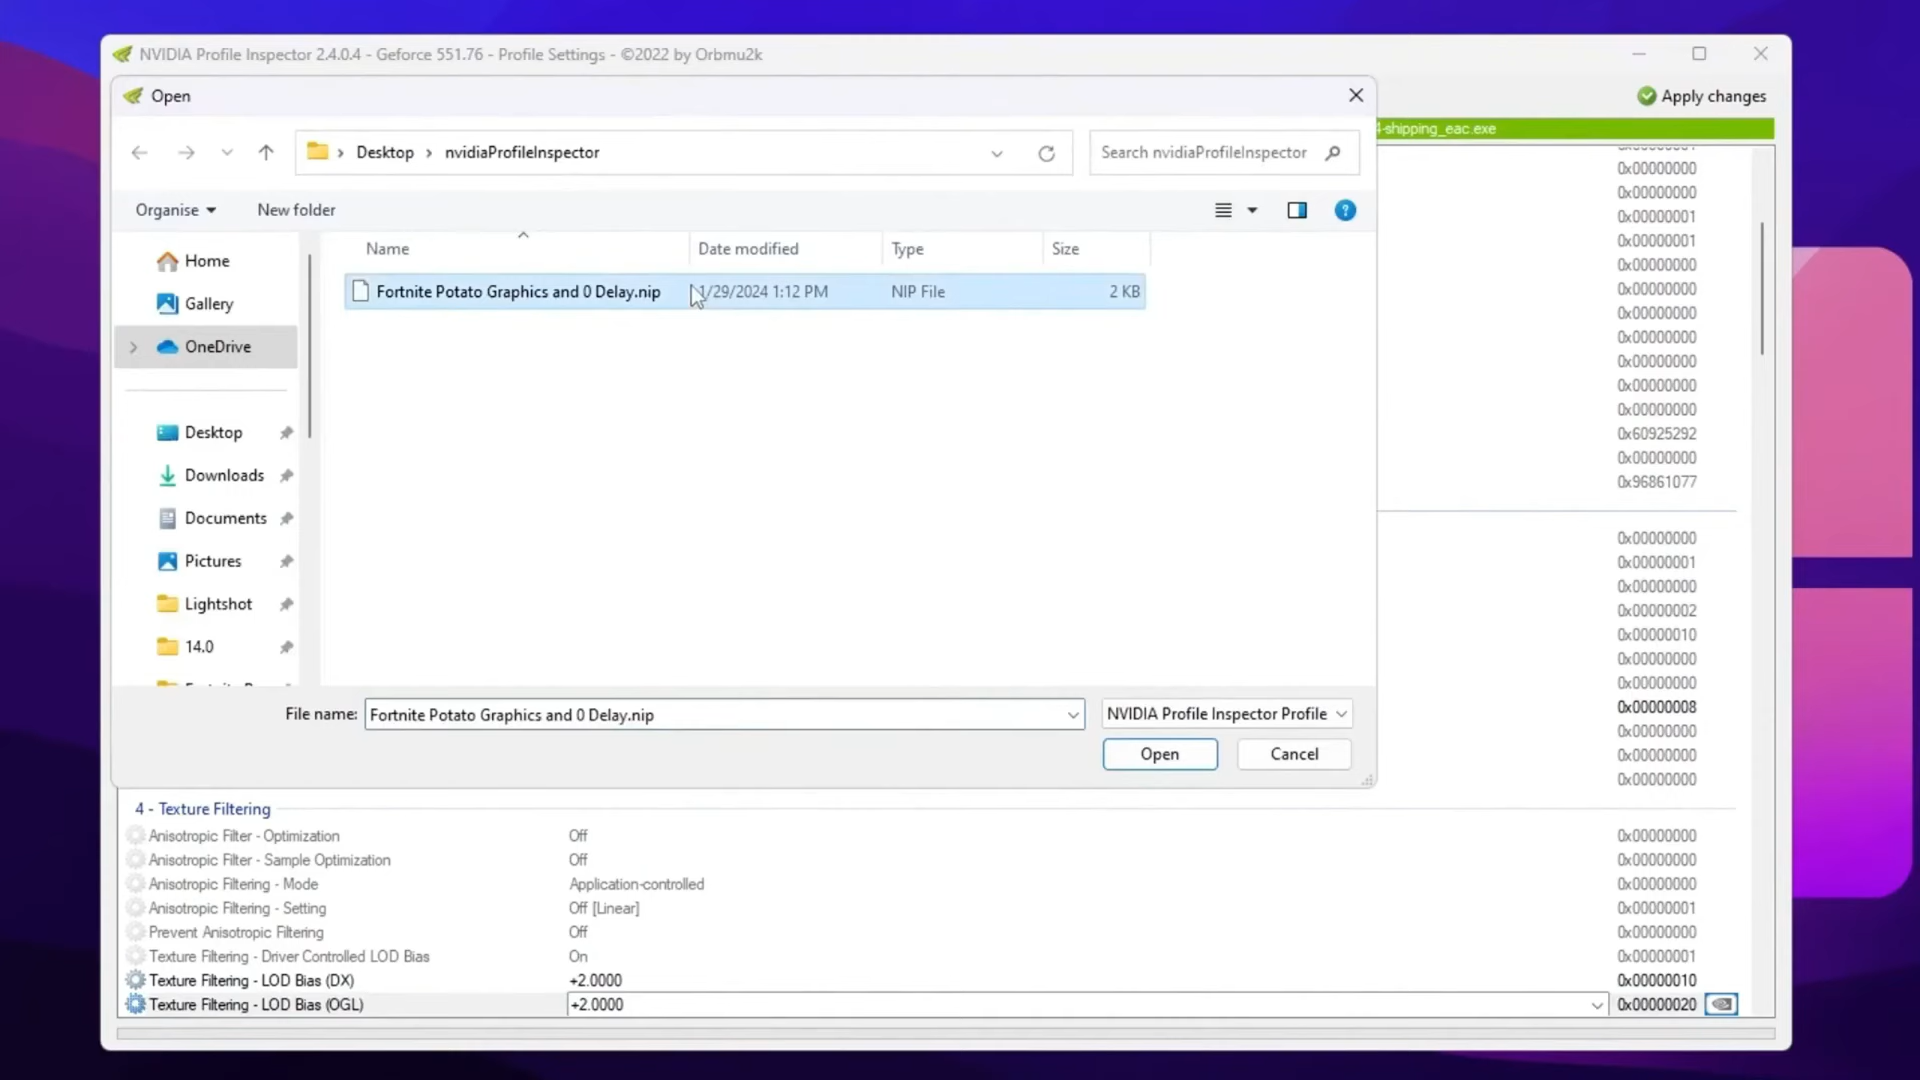 NVIDIA Profile Inspector 2.4.0.4 - Geforce 551.76 - Profile Settings - ©2022 by Orbmu2k
Open
Apply changes
4-shipping_eac.exe
Desktop
nvidiaProfileInspector
Search nvidiaProfileInspector
Organise
New folder
Home
Gallery
OneDrive
Desktop
Downloads
Documents
Pictures
Lightshot
14.0
Name
Date modified
Type
Size
Fortnite Potato Graphics and 0 Delay.nip
1/29/2024 1:12 PM
NIP File
2 KB
File name:
Fortnite Potato Graphics and 0 Delay.nip
NVIDIA Profile Inspector Profile
Open
Cancel
0x00000000
0x00000000
0x00000001
0x00000001
0x00000000
0x00000000
0x00000000
0x00000000
0x00000000
0x00000000
0x00000000
0x60925292
0x00000000
0x96861077
0x00000000
0x00000001
0x00000000
0x00000002
0x00000010
0x00000000
0x00000000
0x00000008
0x00000000
0x00000000
0x00000000
4 - Texture Filtering
Anisotropic Filter - Optimization Off 0x00000000
Anisotropic Filter - Sample Optimization Off 0x00000000
Anisotropic Filtering - Mode Application-controlled 0x00000000
Anisotropic Filtering - Setting Off [Linear] 0x00000001
Prevent Anisotropic Filtering Off 0x00000000
Texture Filtering - Driver Controlled LOD Bias On 0x00000001
Texture Filtering - LOD Bias (DX) +2.0000 0x00000010
Texture Filtering - LOD Bias (OGL) +2.0000 0x00000020